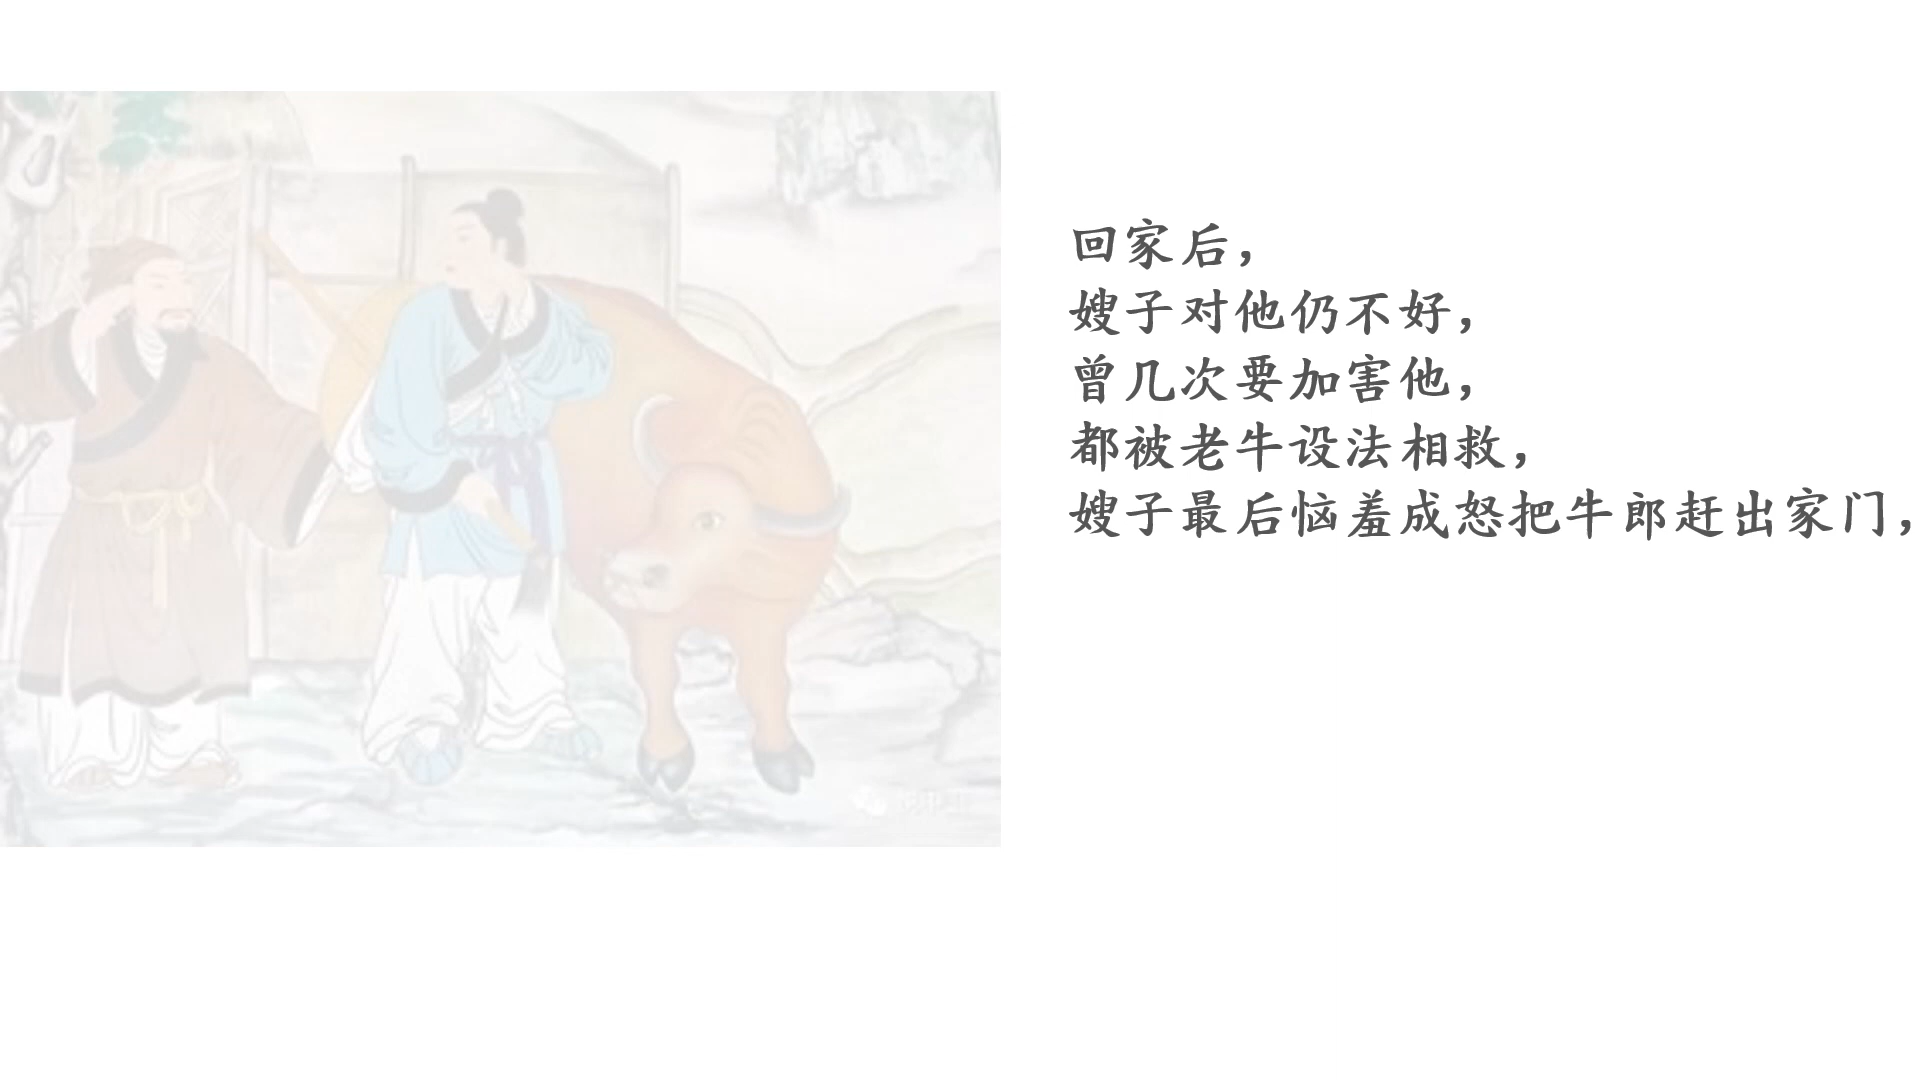 回家后，
嫂子对他仍不好，
曾几次要加害他，
都被老牛设法相救，
嫂子最后恼羞成怒把牛郎赶出家门，